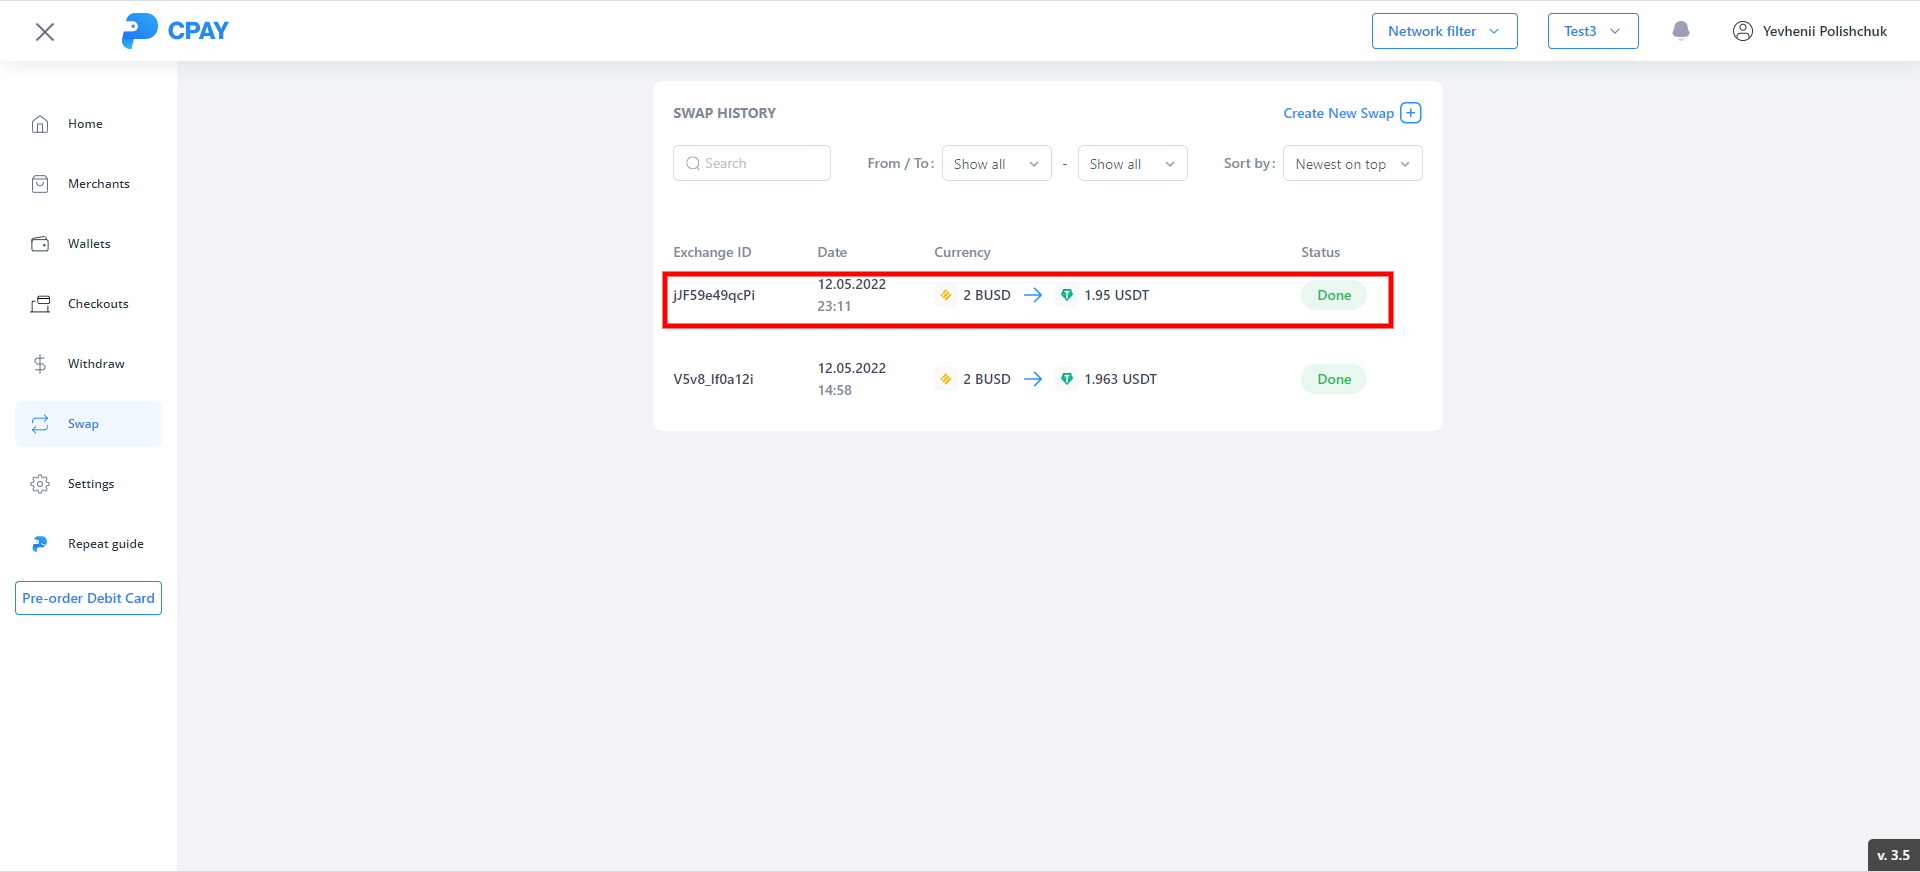 CPAY
Network filter
Test3
Yevhenii Polishchuk
Home
Merchants
Wallets
Checkouts
Withdraw
Swap
Settings
Repeat guide
Pre-order Debit Card
SWAP HISTORY
Create New Swap
Search
From / To: Show all - Show all
Sort by: Newest on top
Exchange ID Date Currency Status
jJF59e49qcPi 12.05.2022 23:11 2 BUSD 1.95 USDT Done
V5v8_lf0a12i 12.05.2022 14:58 2 BUSD 1.963 USDT Done
v. 3.5